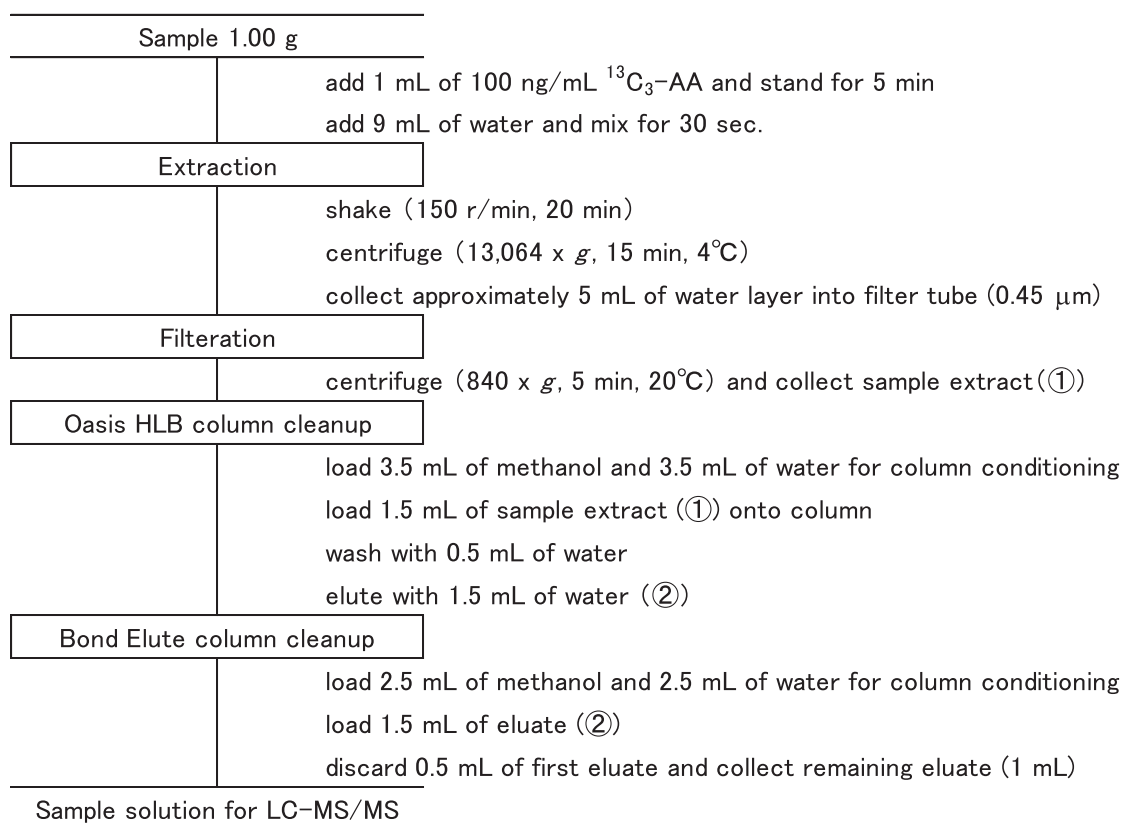 Sample 1.00 g
add 1 mL of 100 ng/mL ¹³C₃-AA and stand for 5 min
add 9 mL of water and mix for 30 sec.
Extraction
shake (150 r/min, 20 min)
centrifuge (13,064 x g, 15 min, 4℃)
collect approximately 5 mL of water layer into filter tube (0.45 μm)
Filteration
centrifuge (840 x g, 5 min, 20℃) and collect sample extract(①)
Oasis HLB column cleanup
load 3.5 mL of methanol and 3.5 mL of water for column conditioning
load 1.5 mL of sample extract (①) onto column
wash with 0.5 mL of water
elute with 1.5 mL of water (②)
Bond Elute column cleanup
load 2.5 mL of methanol and 2.5 mL of water for column conditioning
load 1.5 mL of eluate (②)
discard 0.5 mL of first eluate and collect remaining eluate (1 mL)
Sample solution for LC-MS/MS